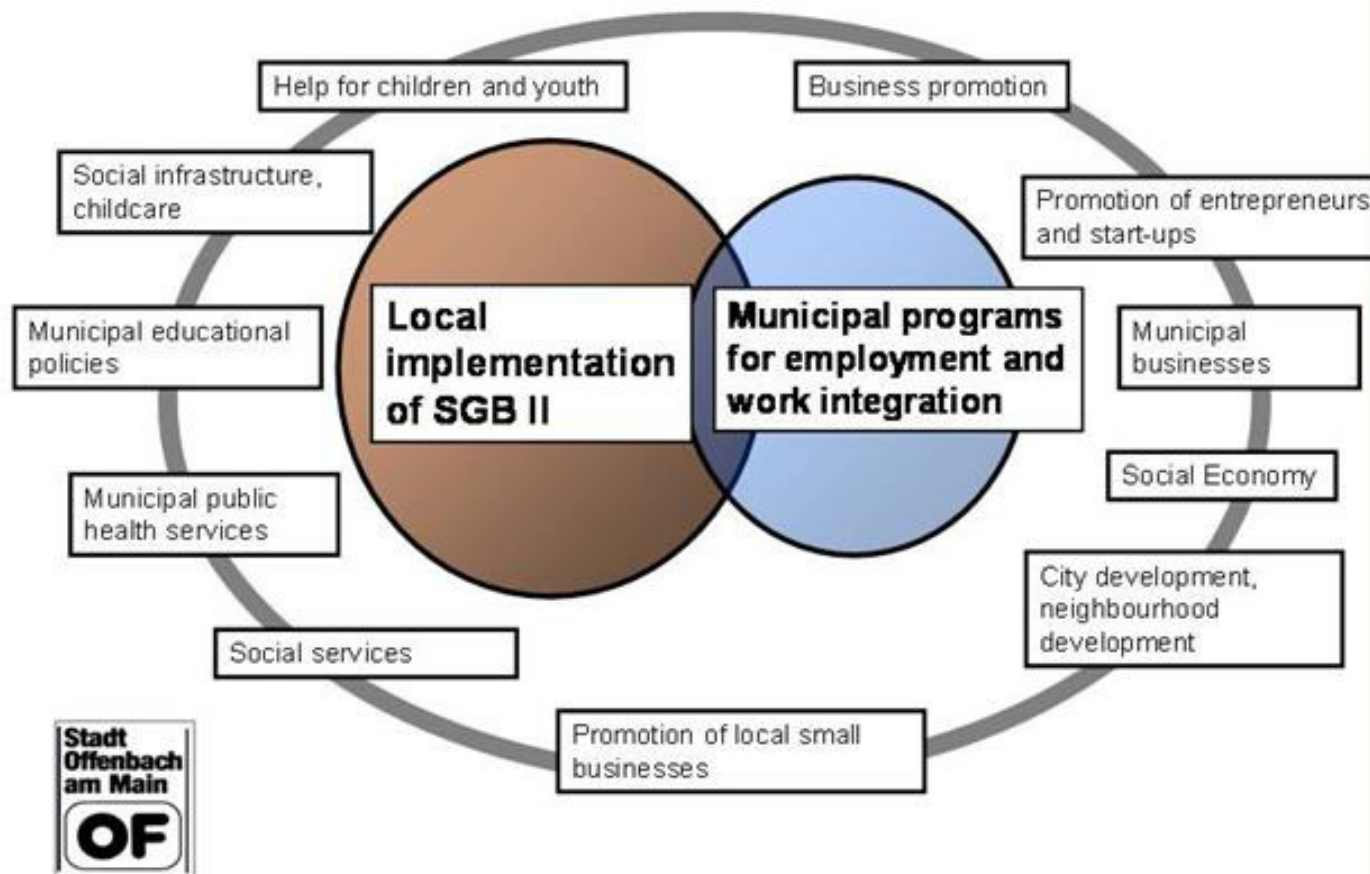 Help for children and youth
Business promotion
Social infrastructure,
childcare
Promotion of entrepreneurs
and start-ups
Local
implementation
of SGB II
Municipal programs
for employment and
work integration
Municipal educational
policies
Municipal
businesses
Municipal public
health services
Social Economy
City development,
neighbourhood
development
Social services
Promotion of local small
businesses
Stadt
Offenbach
am Main
OF